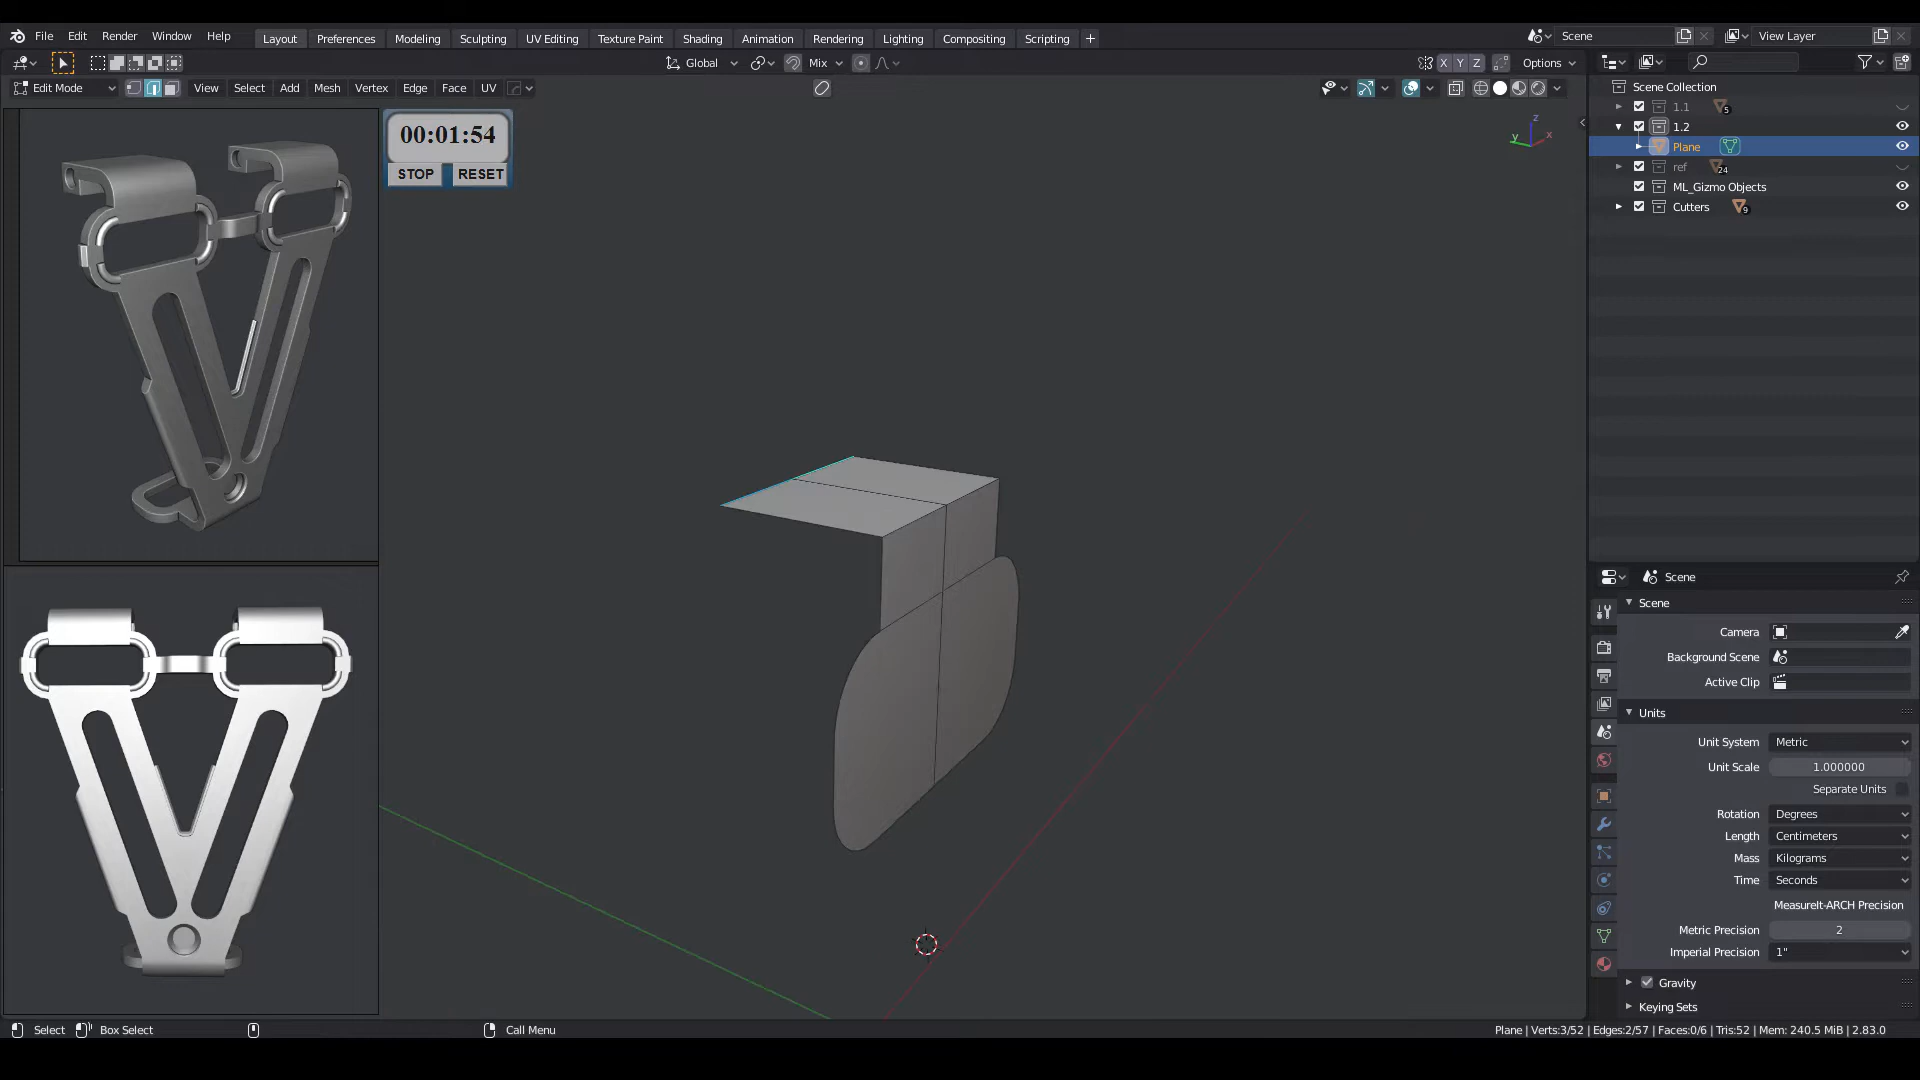 File Edit Render Window Help
Layout Preferences Modeling Sculpting UV Editing Texture Paint Shading Animation Rendering Lighting Compositing Scripting +
Scene
View Layer
Global
Mix
X Y Z
Options
Edit Mode View Select Add Mesh Vertex Edge Face UV
00:01:54
STOP RESET
z
y
x
Scene Collection
1.1 5
1.2
Plane
ref 24
ML_Gizmo Objects
Cutters 9
Scene
Scene
Camera
Background Scene
Active Clip
Units
Unit System Metric
Unit Scale 1.000000
Separate Units
Rotation Degrees
Length Centimeters
Mass Kilograms
Time Seconds
MeasureIt-ARCH Precision
Metric Precision 2
Imperial Precision 1"
Gravity
Keying Sets
Select Box Select Call Menu
Plane | Verts:3/52 | Edges:2/57 | Faces:0/6 | Tris:52 | Mem: 240.5 MiB | 2.83.0